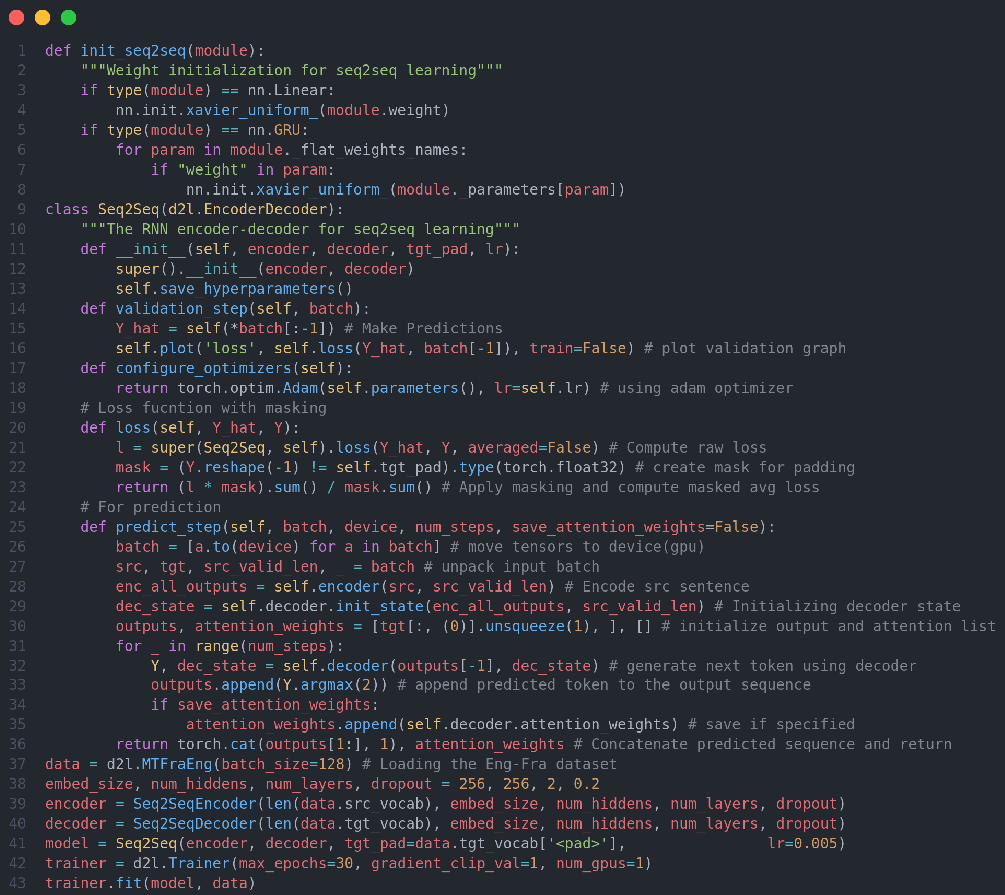 1 def init_seq2seq(module):
2     """Weight initialization for seq2seq learning"""
3     if type(module) == nn.Linear:
4         nn.init.xavier_uniform_(module.weight)
5     if type(module) == nn.GRU:
6         for param in module._flat_weights_names:
7             if "weight" in param:
8                 nn.init.xavier_uniform_(module._parameters[param])
9 class Seq2Seq(d2l.EncoderDecoder):
10     """The RNN encoder-decoder for seq2seq learning"""
11     def __init__(self, encoder, decoder, tgt_pad, lr):
12         super().__init__(encoder, decoder)
13         self.save_hyperparameters()
14     def validation_step(self, batch):
15         Y_hat = self(*batch[:-1]) # Make Predictions
16         self.plot('loss', self.loss(Y_hat, batch[-1]), train=False) # plot validation graph
17     def configure_optimizers(self):
18         return torch.optim.Adam(self.parameters(), lr=self.lr) # using adam optimizer
19     # Loss fucntion with masking
20     def loss(self, Y_hat, Y):
21         l = super(Seq2Seq, self).loss(Y_hat, Y, averaged=False) # Compute raw loss
22         mask = (Y.reshape(-1) != self.tgt_pad).type(torch.float32) # create mask for padding
23         return (l * mask).sum() / mask.sum() # Apply masking and compute masked avg loss
24     # For prediction
25     def predict_step(self, batch, device, num_steps, save_attention_weights=False):
26         batch = [a.to(device) for a in batch] # move tensors to device(gpu)
27         src, tgt, src_valid_len, _ = batch # unpack input batch
28         enc_all_outputs = self.encoder(src, src_valid_len) # Encode src sentence
29         dec_state = self.decoder.init_state(enc_all_outputs, src_valid_len) # Initializing decoder state
30         outputs, attention_weights = [tgt[:, (0)].unsqueeze(1), ], [] # initialize output and attention list
31         for _ in range(num_steps):
32             Y, dec_state = self.decoder(outputs[-1], dec_state) # generate next token using decoder
33             outputs.append(Y.argmax(2)) # append predicted token to the output sequence
34             if save_attention_weights:
35                 attention_weights.append(self.decoder.attention_weights) # save if specified
36         return torch.cat(outputs[1:], 1), attention_weights # Concatenate predicted sequence and return
37 data = d2l.MTFraEng(batch_size=128) # Loading the Eng-Fra dataset
38 embed_size, num_hiddens, num_layers, dropout = 256, 256, 2, 0.2
39 encoder = Seq2SeqEncoder(len(data.src_vocab), embed_size, num_hiddens, num_layers, dropout)
40 decoder = Seq2SeqDecoder(len(data.tgt_vocab), embed_size, num_hiddens, num_layers, dropout)
41 model = Seq2Seq(encoder, decoder, tgt_pad=data.tgt_vocab['<pad>'],                lr=0.005)
42 trainer = d2l.Trainer(max_epochs=30, gradient_clip_val=1, num_gpus=1)
43 trainer.fit(model, data)